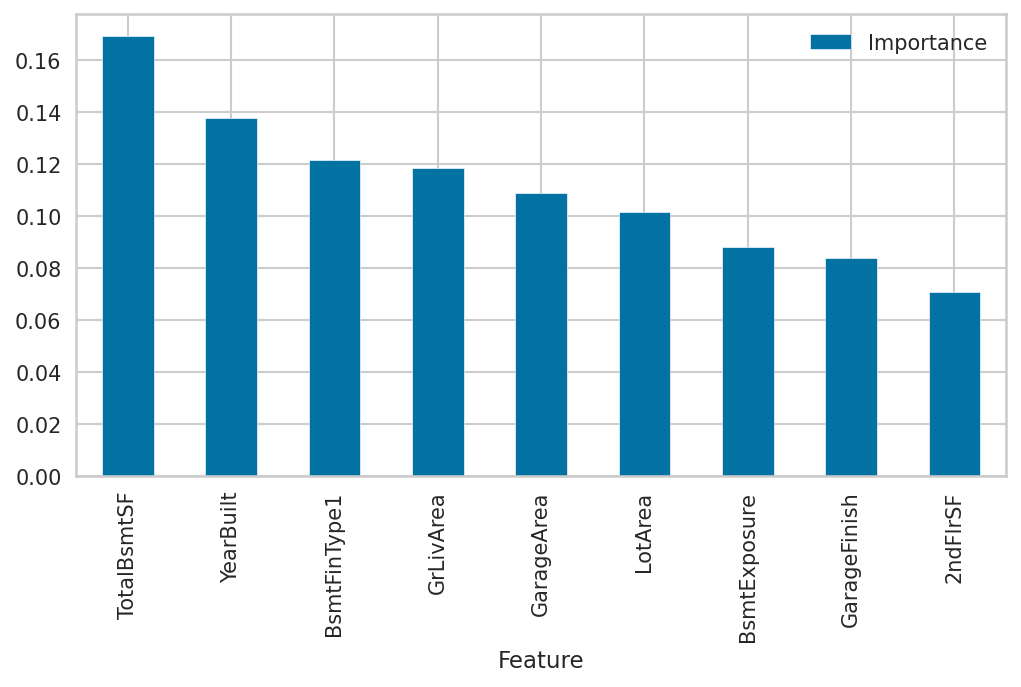 Importance
0.16
0.14
0.12
0.10
0.08
0.06
0.04
0.02
0.00
TotalBsmtSF
YearBuilt
BsmtFinType1
GrLivArea
GarageArea
LotArea
BsmtExposure
GarageFinish
2ndFlrSF
Feature